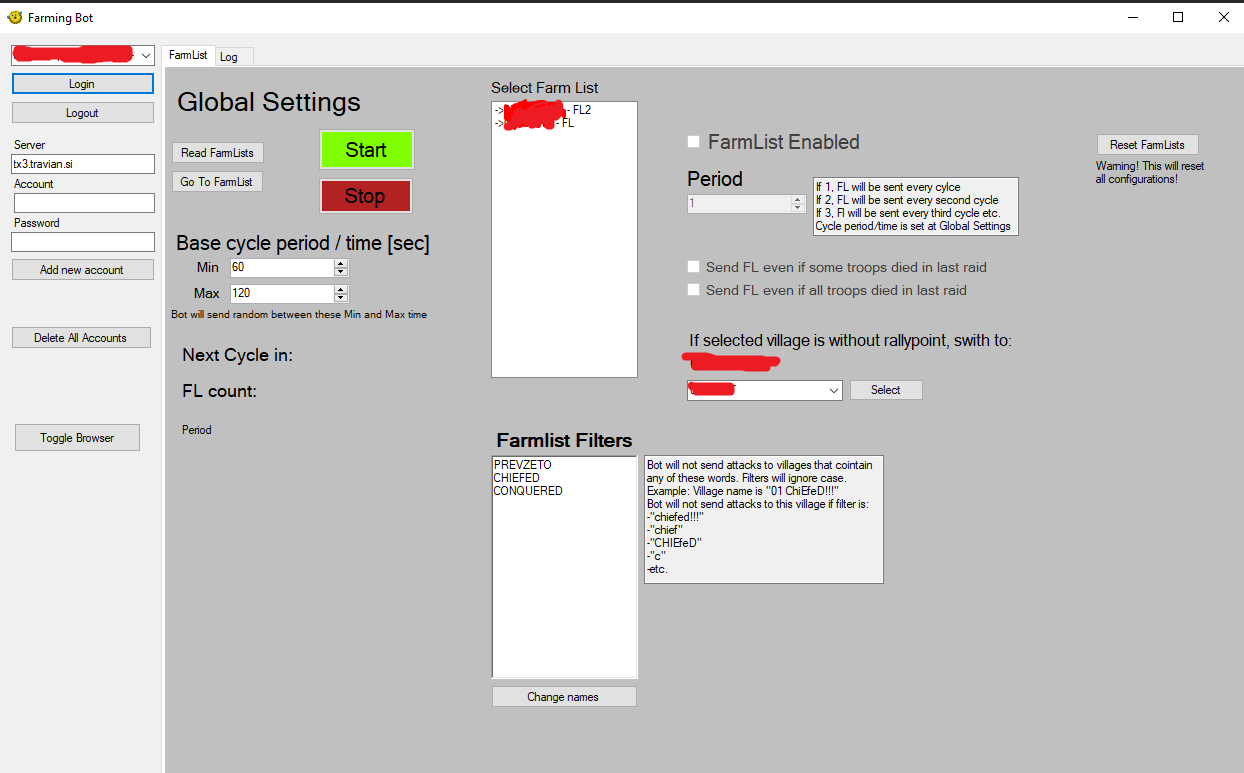 Farming Bot
Login
Logout
Server
tx3.travian.si
Account
Password
Add new account
Delete All Accounts
Toggle Browser
FarmList
Log
Global Settings
Read FarmLists
Go To FarmList
Start
Stop
Base cycle period / time [sec]
Min 60
Max 120
Bot will send random between these Min and Max time
Next Cycle in:
FL count:
Period
Select Farm List
-> - FL2
-> - FL
FarmList Enabled
Period
1
If 1, FL will be sent every cylce
If 2, FL will be sent every second cycle
If 3, Fl will be sent every third cycle etc.
Cycle period/time is set at Global Settings
Reset FarmLists
Warning! This will reset
all configurations!
Send FL even if some troops died in last raid
Send FL even if all troops died in last raid
If selected village is without rallypoint, swith to:
Select
Farmlist Filters
PREVZETO
CHIEFED
CONQUERED
Bot will not send attacks to villages that cointain
any of these words. Filters will ignore case.
Example: Village name is "01 ChiEfeD!!!"
Bot will not send attacks to this village if filter is:
-"chiefed!!!"
-"chief"
-"CHIEfeD"
-"c"
-etc.
Change names